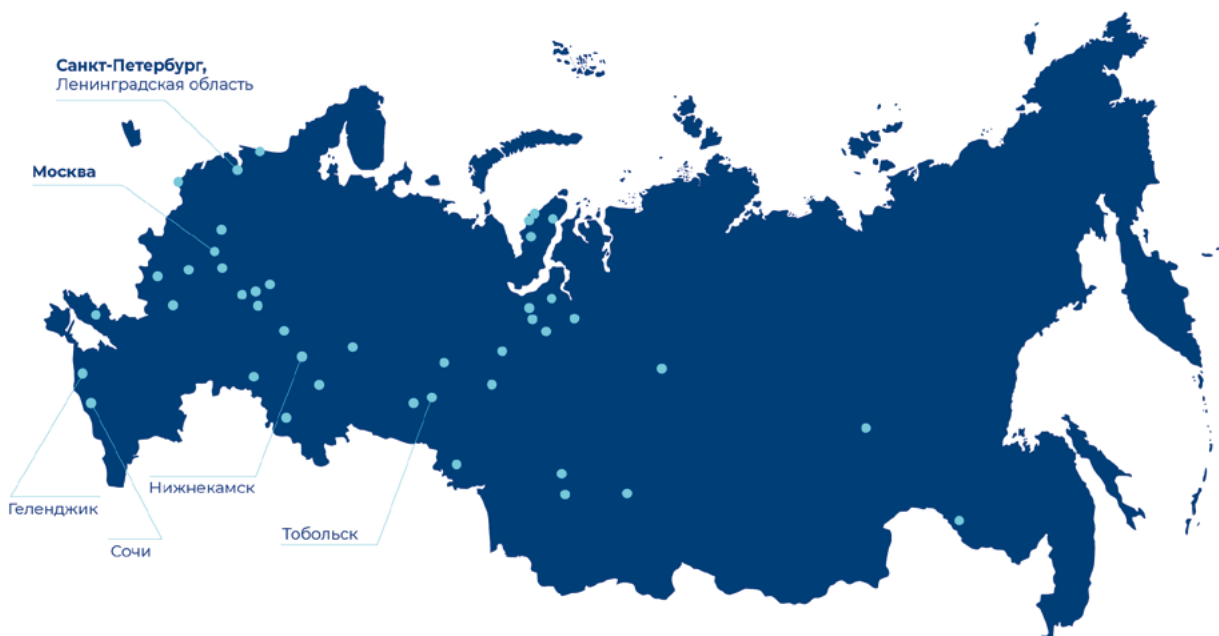 Санкт-Петербург,
Ленинградская область
Москва
Нижнекамск
Геленджик
Тобольск
Сочи